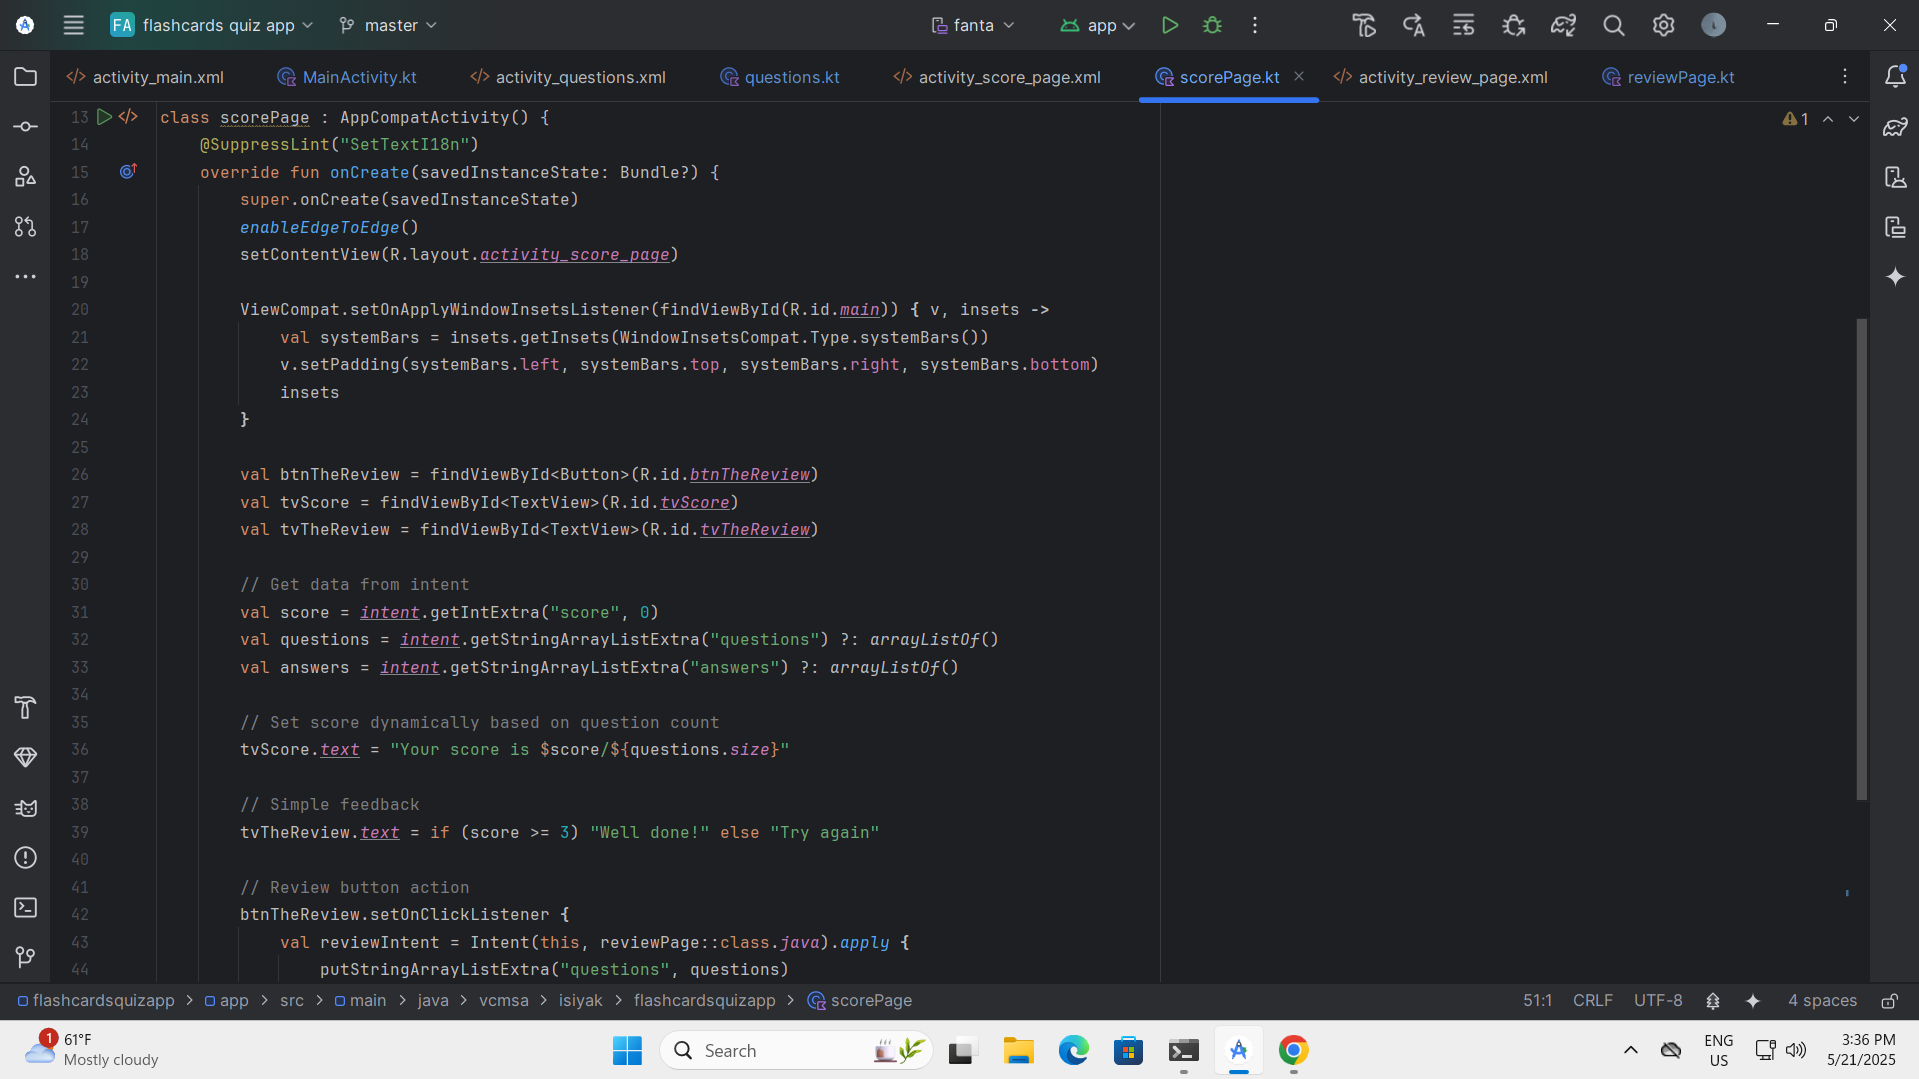 FA flashcards quiz app master fanta app
activity_main.xml MainActivity.kt activity_questions.xml questions.kt activity_score_page.xml scorePage.kt activity_review_page.xml reviewPage.kt
13 class scorePage : AppCompatActivity() { 1
14 @SuppressLint("SetTextI18n")
15 override fun onCreate(savedInstanceState: Bundle?) {
16 super.onCreate(savedInstanceState)
17 enableEdgeToEdge()
18 setContentView(R.layout.activity_score_page)
19
20 ViewCompat.setOnApplyWindowInsetsListener(findViewById(R.id.main)) { v, insets ->
21 val systemBars = insets.getInsets(WindowInsetsCompat.Type.systemBars())
22 v.setPadding(systemBars.left, systemBars.top, systemBars.right, systemBars.bottom)
23 insets
24 }
25
26 val btnTheReview = findViewById<Button>(R.id.btnTheReview)
27 val tvScore = findViewById<TextView>(R.id.tvScore)
28 val tvTheReview = findViewById<TextView>(R.id.tvTheReview)
29
30 // Get data from intent
31 val score = intent.getIntExtra("score", 0)
32 val questions = intent.getStringArrayListExtra("questions") ?: arrayListOf()
33 val answers = intent.getStringArrayListExtra("answers") ?: arrayListOf()
34
35 // Set score dynamically based on question count
36 tvScore.text = "Your score is $score/${questions.size}"
37
38 // Simple feedback
39 tvTheReview.text = if (score >= 3) "Well done!" else "Try again"
40
41 // Review button action
42 btnTheReview.setOnClickListener {
43 val reviewIntent = Intent(this, reviewPage::class.java).apply {
44 putStringArrayListExtra("questions", questions)
flashcardsquizapp > app > src > main > java > vcmsa > isiyak > flashcardsquizapp > scorePage 51:1 CRLF UTF-8 4 spaces
1 61°F
Mostly cloudy
Search
ENG
US
3:36 PM
5/21/2025